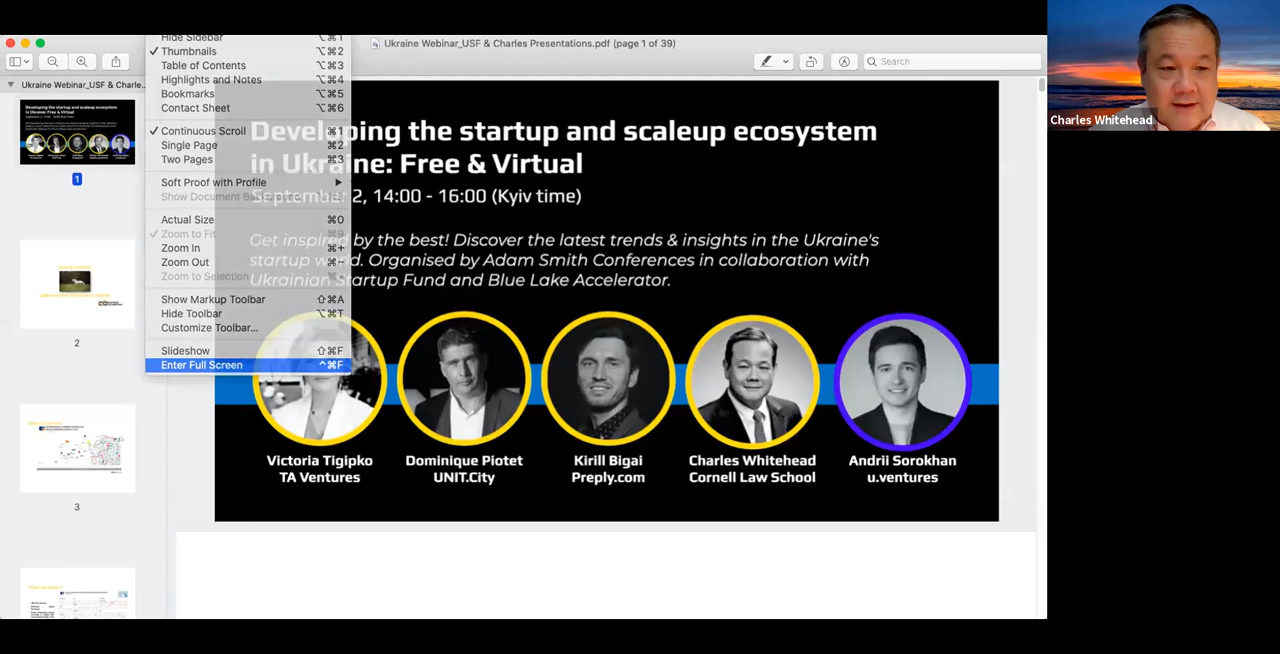 Ukraine Webinar_USF & Charles Presentations.pdf (page 1 of 39)
Search
Ukraine Webinar_USF & Charle...
1
2
3
Hide Sidebar ⌥⌘1
✓ Thumbnails ⌥⌘2
Table of Contents ⌥⌘3
Highlights and Notes ⌥⌘4
Bookmarks ⌥⌘5
Contact Sheet ⌥⌘6
✓ Continuous Scroll ⌘1
Single Page ⌘2
Two Pages ⌘3
Soft Proof with Profile
Show Document
Actual Size ⌘0
✓ Zoom to Fit ⌘9
Zoom In ⌘+
Zoom Out ⌘−
Zoom to Selection
Show Markup Toolbar ⇧⌘A
Hide Toolbar ⌥⌘T
Customize Toolbar...
Slideshow ⇧⌘F
Enter Full Screen ^⌘F
Developing the startup and scaleup ecosystem
in Ukraine: Free & Virtual
September 2, 14:00 - 16:00 (Kyiv time)
Get inspired by the best! Discover the latest trends & insights in the Ukraine's
startup world. Organised by Adam Smith Conferences in collaboration with
Ukrainian Startup Fund and Blue Lake Accelerator.
Victoria Tigipko
TA Ventures
Dominique Piotet
UNIT.City
Kirill Bigai
Preply.com
Charles Whitehead
Cornell Law School
Andrii Sorokhan
u.ventures
Charles Whitehead